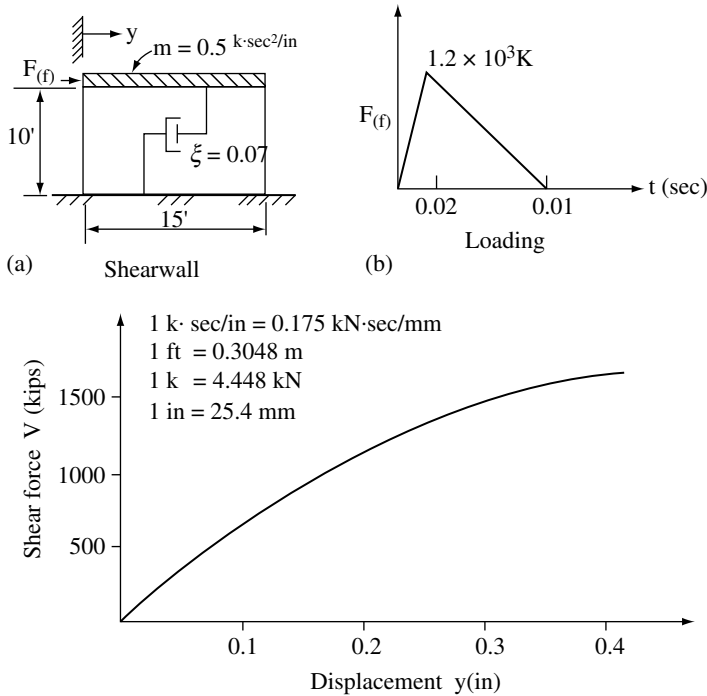 y
m = 0.5 k·sec²/in
F(f)
10'
ξ = 0.07
15'
(a)
Shearwall
1.2 × 10³K
F(f)
t (sec)
0.02
0.01
Loading
(b)
1 k· sec/in = 0.175 kN·sec/mm
1 ft = 0.3048 m
1 k = 4.448 kN
1 in = 25.4 mm
Shear force V (kips)
1500
1000
500
0.1
0.2
0.3
0.4
Displacement y(in)